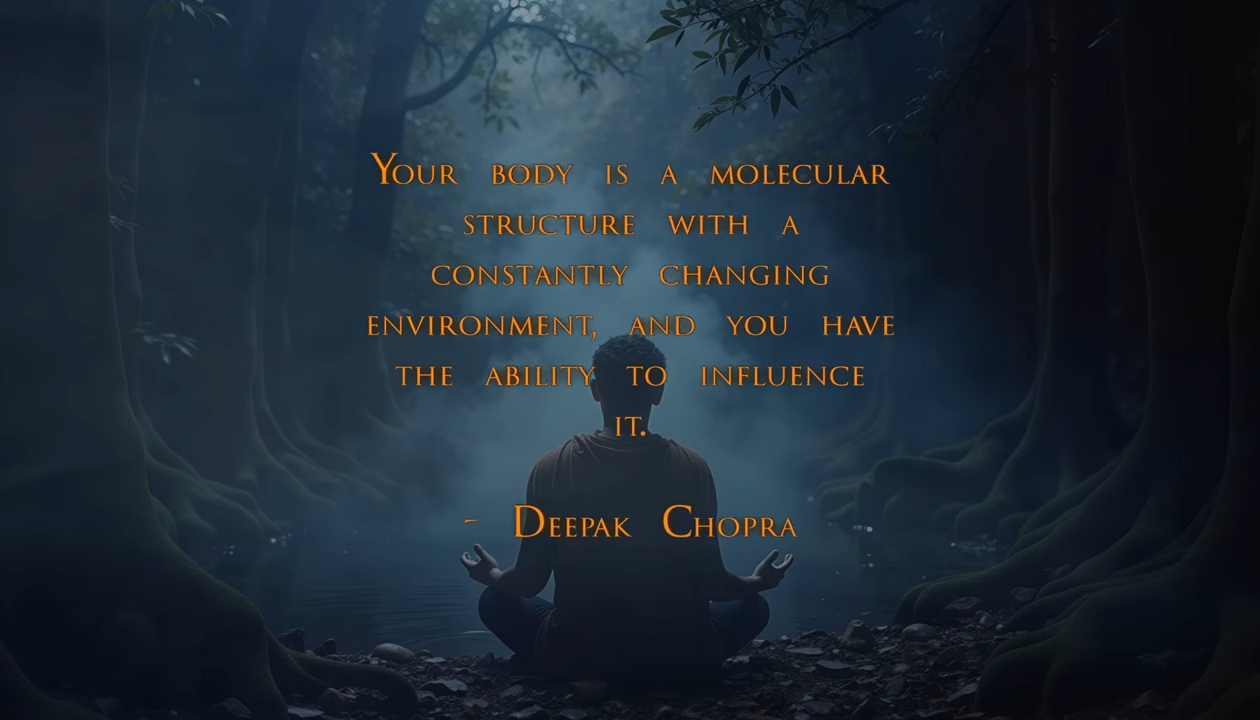 Your body is a molecular
structure with a
constantly changing
environment, and you have
the ability to influence
it.
- Deepak Chopra